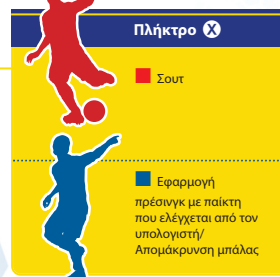 Πλήκτρο X
Σουτ
Εφαρμογή
πρέσινγκ με παίκτη
που ελέγχεται από τον
υπολογιστή/
Απομάκρυνση μπάλας